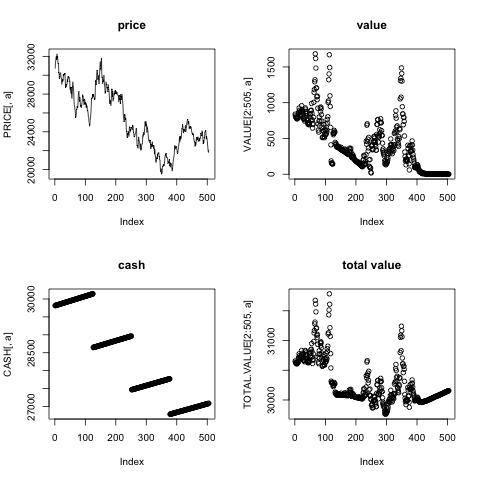 price
PRICE[, a]
20000 24000 28000 32000
0 100 200 300 400 500
Index
value
VALUE[2:505, a]
0 500 1000 1500
0 100 200 300 400 500
Index
cash
CASH[, a]
27000 28500 30000
0 100 200 300 400 500
Index
total value
TOTAL.VALUE[2:505, a]
30000 31000
0 100 200 300 400 500
Index